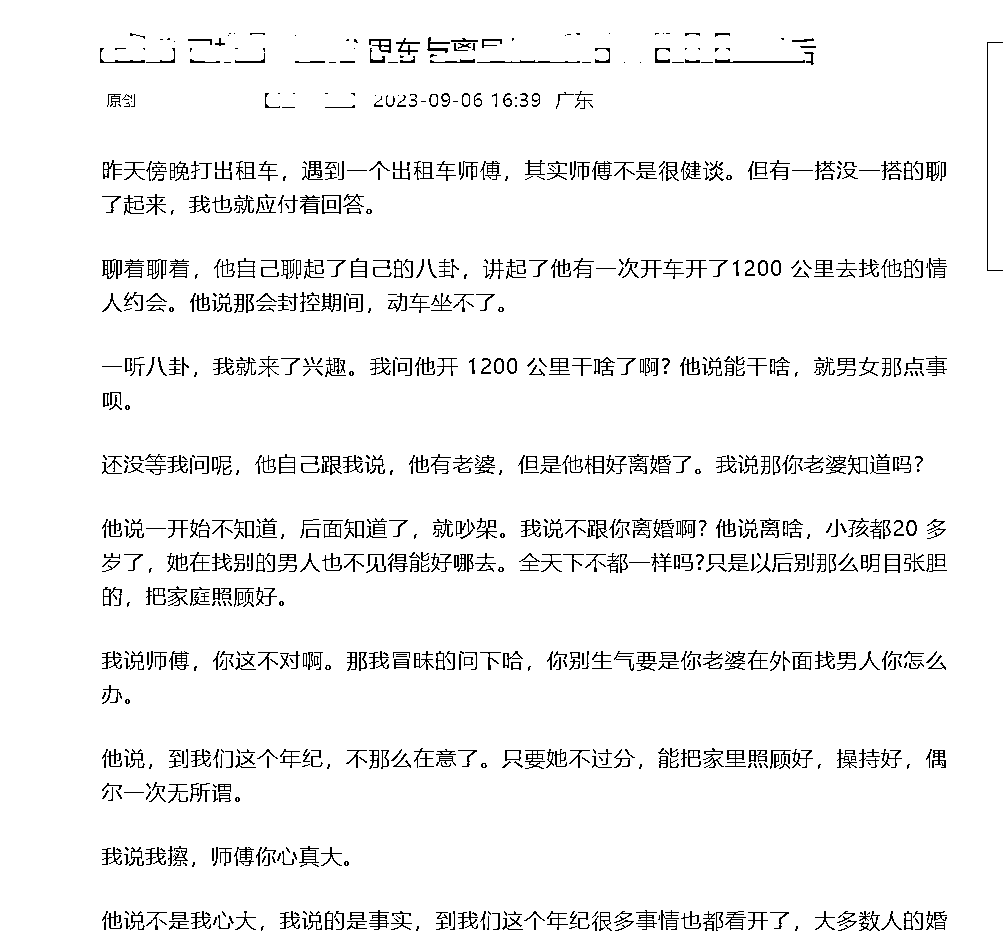 租车与离
原创
2023-09-06 16:39 广东
昨天傍晚打出租车，遇到一个出租车师傅，其实师傅不是很健谈。但有一搭没一搭的聊
了起来，我也就应付着回答。
聊着聊着，他自己聊起了自己的八卦，讲起了他有一次开车开了1200 公里去找他的情
人约会。他说那会封控期间，动车坐不了。
一听八卦，我就来了兴趣。我问他开 1200 公里干啥了啊? 他说能干啥，就男女那点事
呗。
还没等我问呢，他自己跟我说，他有老婆，但是他相好离婚了。我说那你老婆知道吗?
他说一开始不知道，后面知道了，就吵架。我说不跟你离婚啊? 他说离啥，小孩都20 多
岁了，她在找别的男人也不见得能好哪去。全天下不都一样吗?只是以后别那么明目张胆
的，把家庭照顾好。
我说师傅，你这不对啊。那我冒昧的问下哈，你别生气要是你老婆在外面找男人你怎么
办。
他说，到我们这个年纪，不那么在意了。只要她不过分，能把家里照顾好，操持好，偶
尔一次无所谓。
我说我擦，师傅你心真大。
他说不是我心大，我说的是事实，到我们这个年纪很多事情也都看开了，大多数人的婚